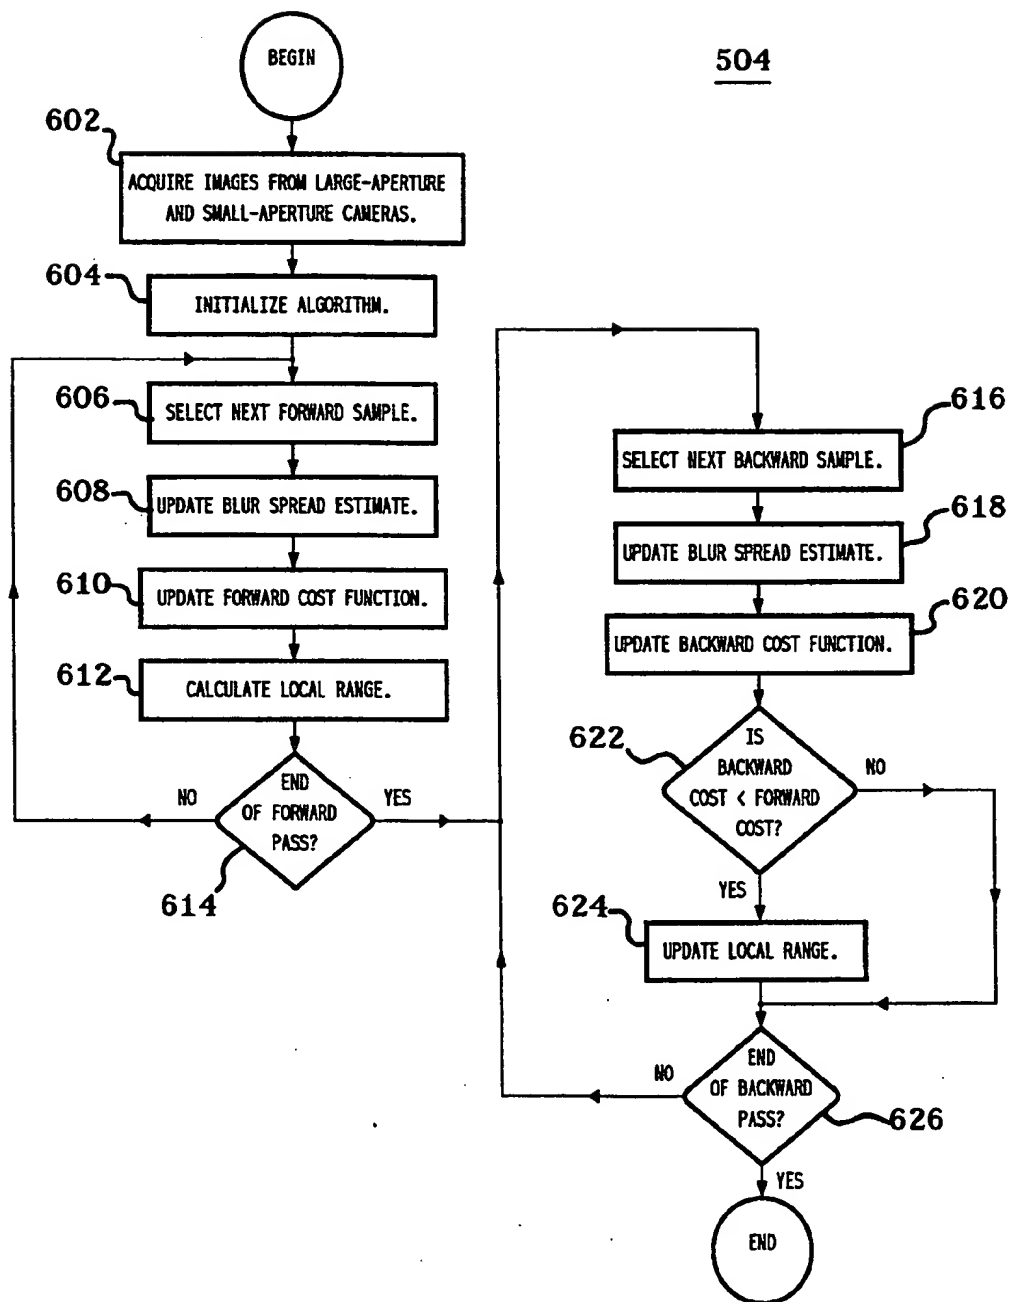 BEGIN
504
602
ACQUIRE IMAGES FROM LARGE-APERTURE
AND SMALL-APERTURE CAMERAS.
604
INITIALIZE ALGORITHM.
606
SELECT NEXT FORWARD SAMPLE.
608
UPDATE BLUR SPREAD ESTIMATE.
610
UPDATE FORWARD COST FUNCTION.
612
CALCULATE LOCAL RANGE.
END
OF FORWARD
PASS?
NO
YES
614
616
SELECT NEXT BACKWARD SAMPLE.
618
UPDATE BLUR SPREAD ESTIMATE.
620
UPDATE BACKWARD COST FUNCTION.
622
IS
BACKWARD
COST < FORWARD
COST?
NO
YES
624
UPDATE LOCAL RANGE.
END
OF BACKWARD
PASS?
NO
626
YES
END